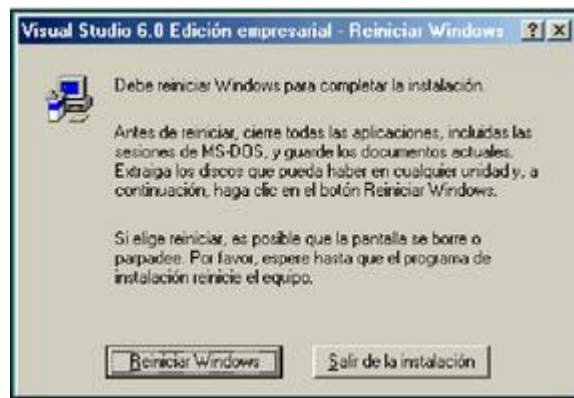 Visual Studio 6.0 Edición empresarial - Reiniciar Windows
Debe reiniciar Windows para completar la instalación.
Antes de reiniciar, cierre todas las aplicaciones, incluidas las
sesiones de MS-DOS, y guarde los documentos actuales.
Extraiga los discos que pueda haber en cualquier unidad y, a
continuación, haga clic en el botón Reiniciar Windows.
Si elige reiniciar, es posible que la pantalla se borre o
parpadee. Por favor, espere hasta que el programa de
instalación reinicie el equipo.
Reiniciar Windows Salir de la instalación